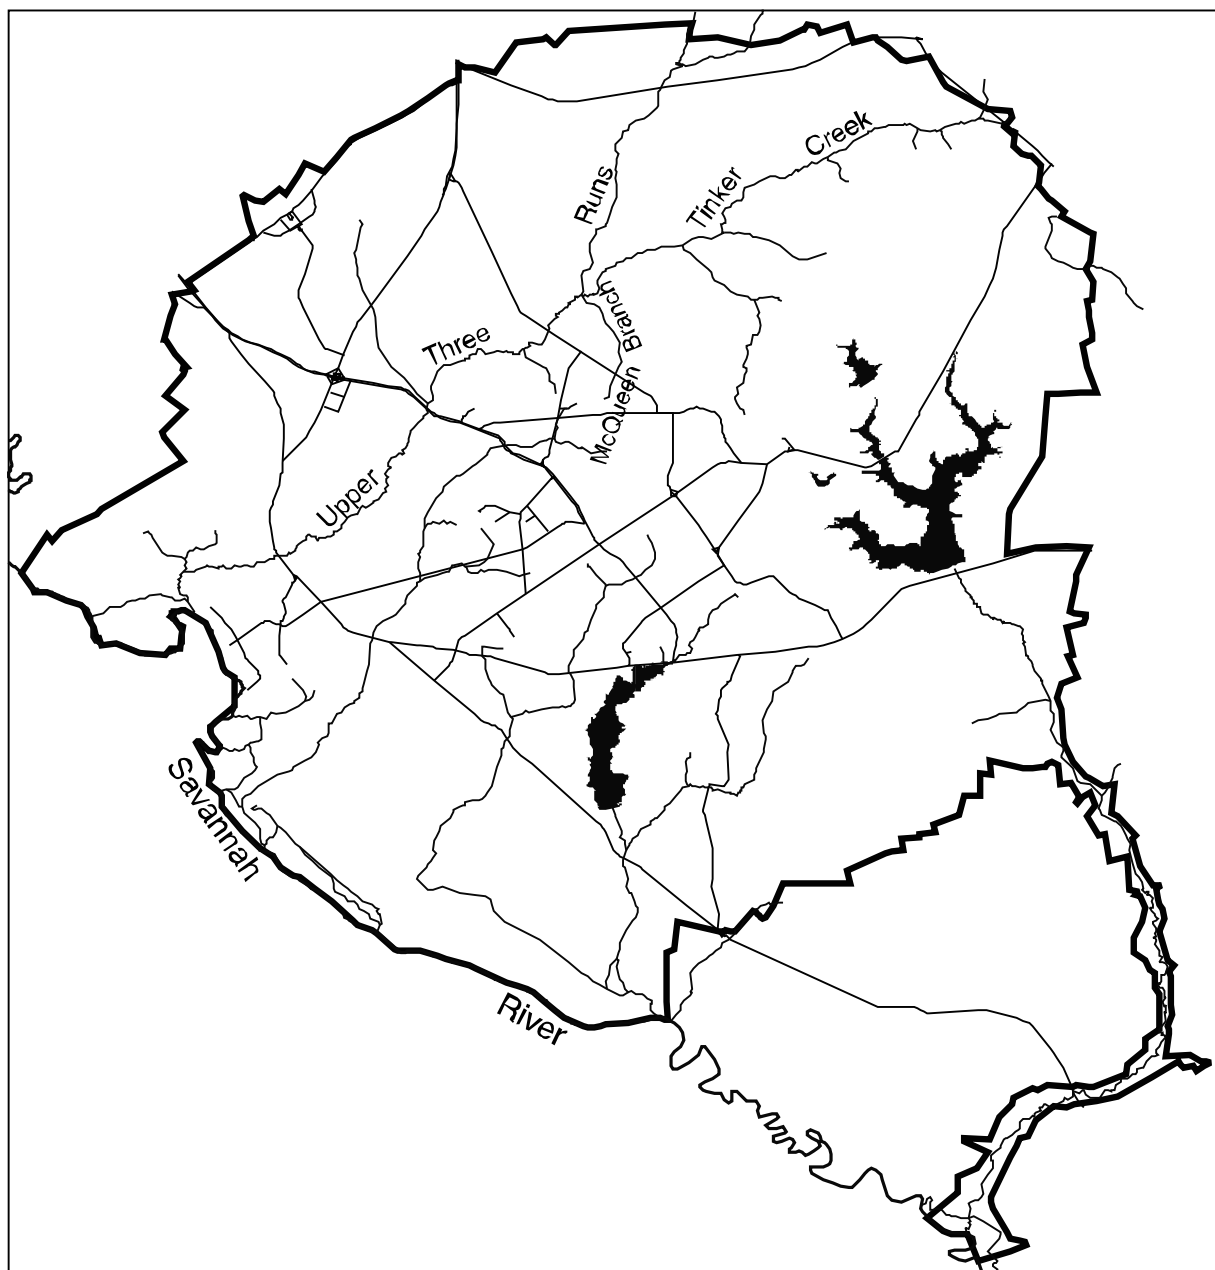 Creek
Tinker
Runs
Three
McQueen Branch
Upper
Savannah
River